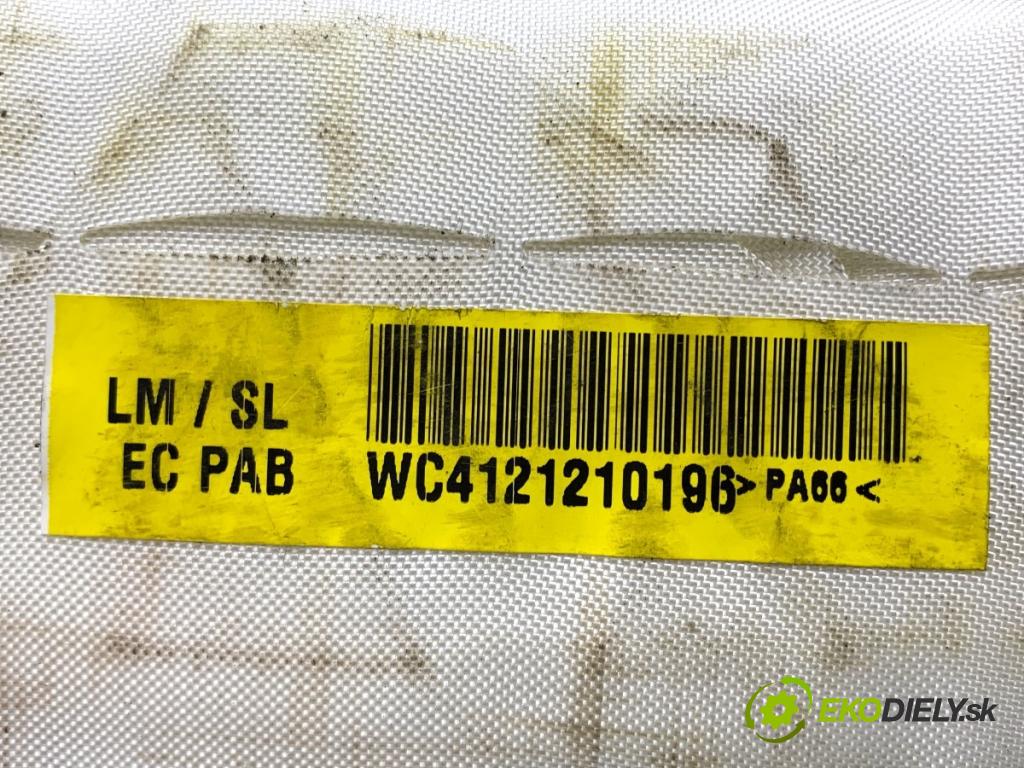 LM / SL
EC PAB
WC4121210196>PA66<
EKODIELY.sk